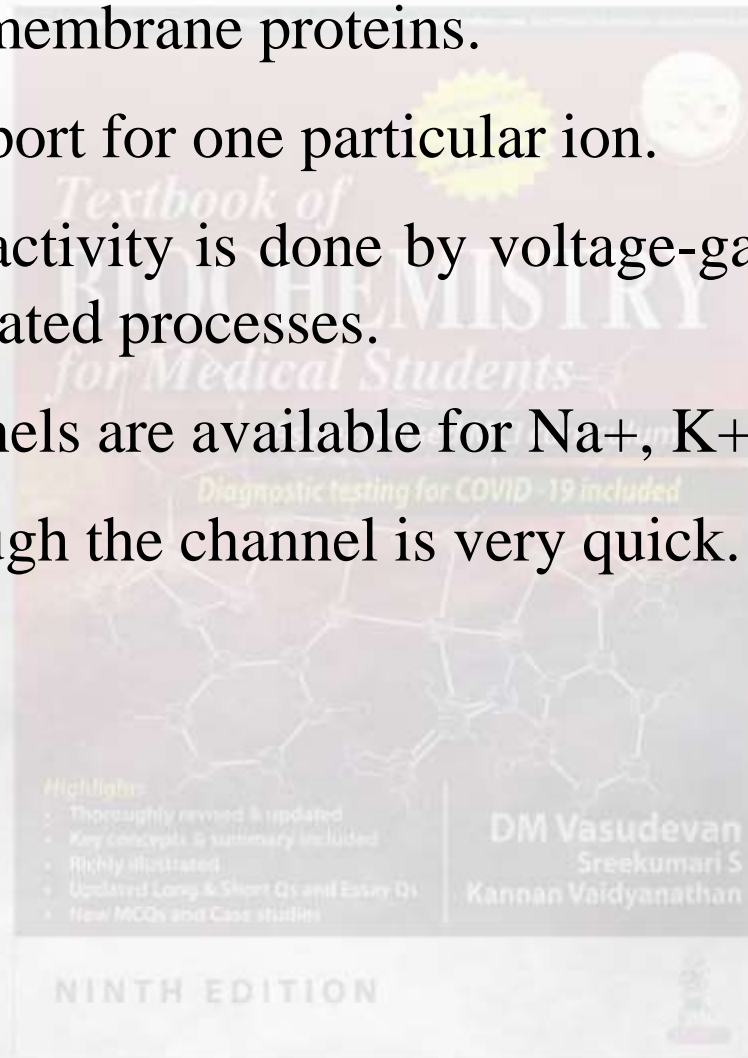 membrane proteins.
port for one particular ion.
Textbook of
activity is done by voltage-ga
BIOCHEMISTRY
ated processes.
for Medical Students
nels are available for Na+, K+
Diagnostic testing for COVID-19 included
ugh the channel is very quick.
Highlights
• Thoroughly revised & updated
• Key concepts & summary included
• Richly illustrated
• Updated Long & Short Qs and Essay Qs
• New MCQs and Case studies
DM Vasudevan
Sreekumari S
Kannan Vaidyanathan
NINTH EDITION